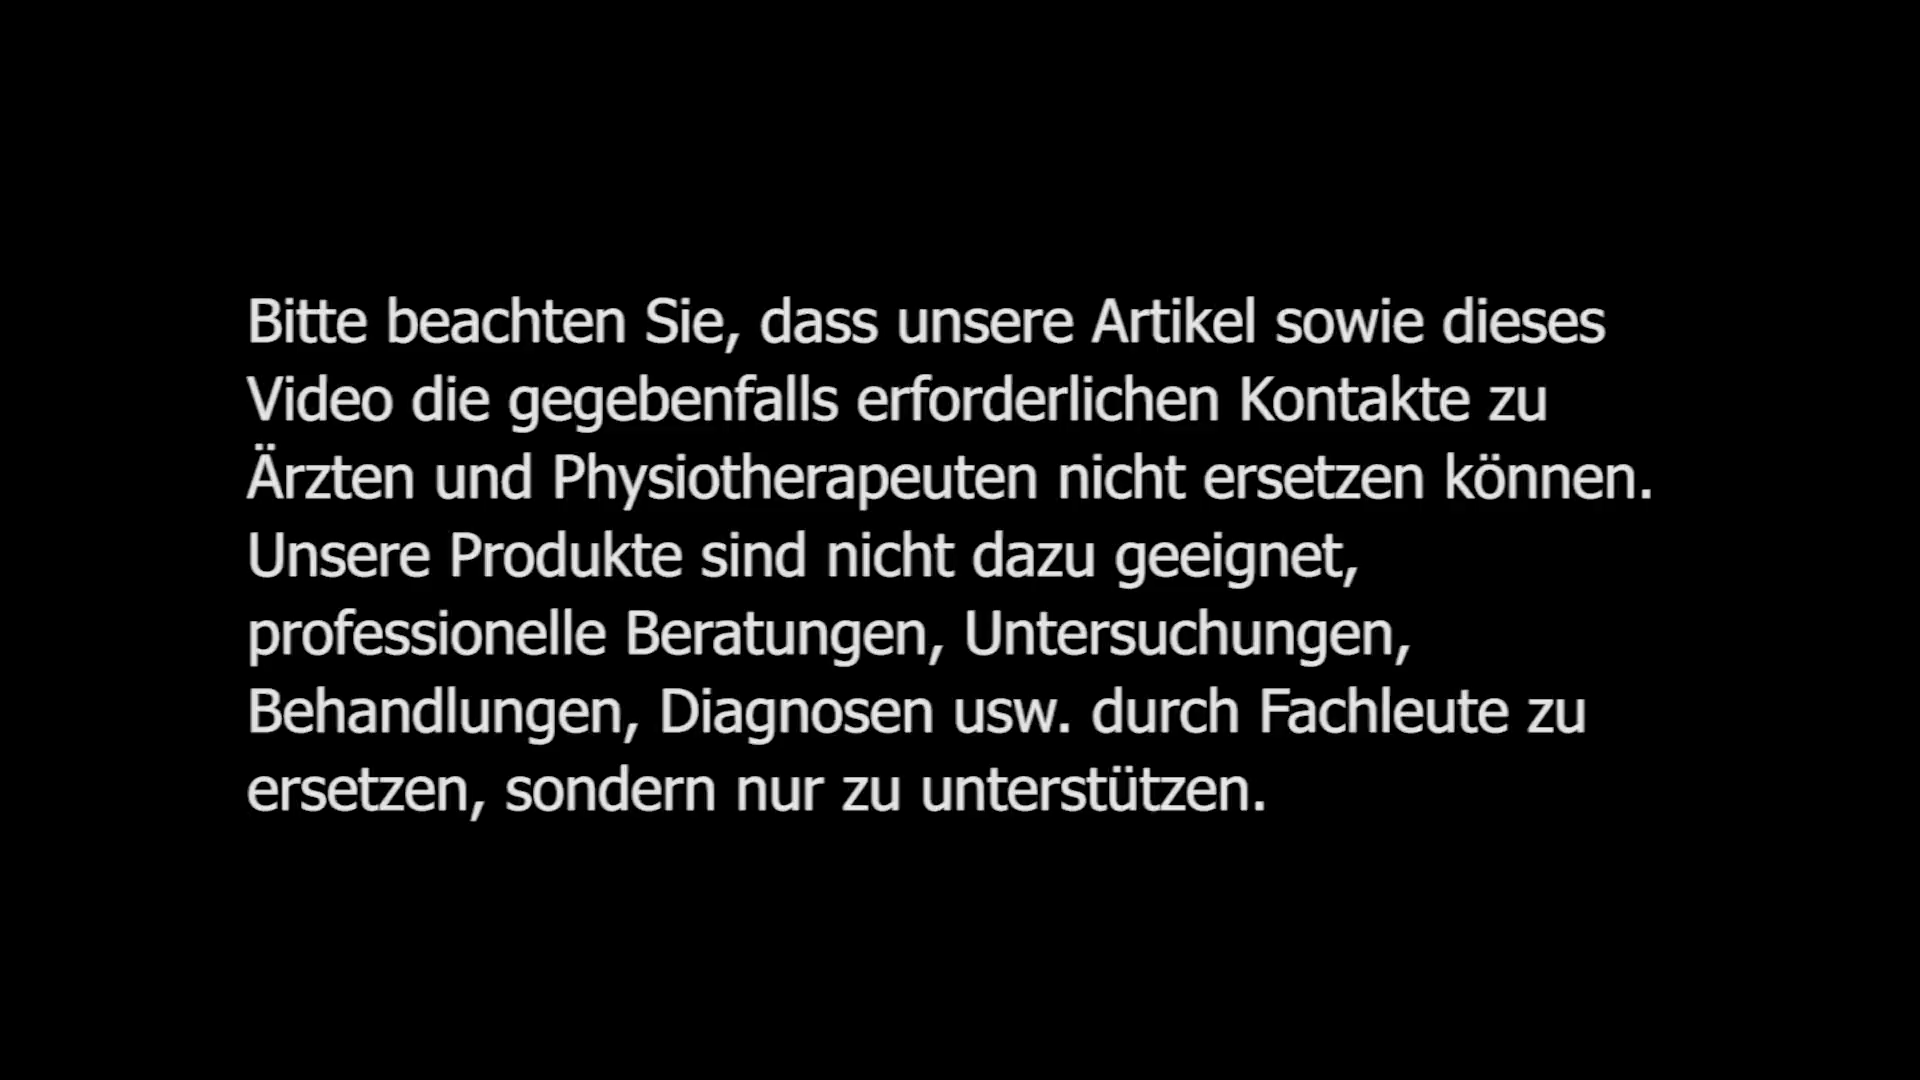 Bitte beachten Sie, dass unsere Artikel sowie dieses
Video die gegebenfalls erforderlichen Kontakte zu
Ärzten und Physiotherapeuten nicht ersetzen können.
Unsere Produkte sind nicht dazu geeignet,
professionelle Beratungen, Untersuchungen,
Behandlungen, Diagnosen usw. durch Fachleute zu
ersetzen, sondern nur zu unterstützen.